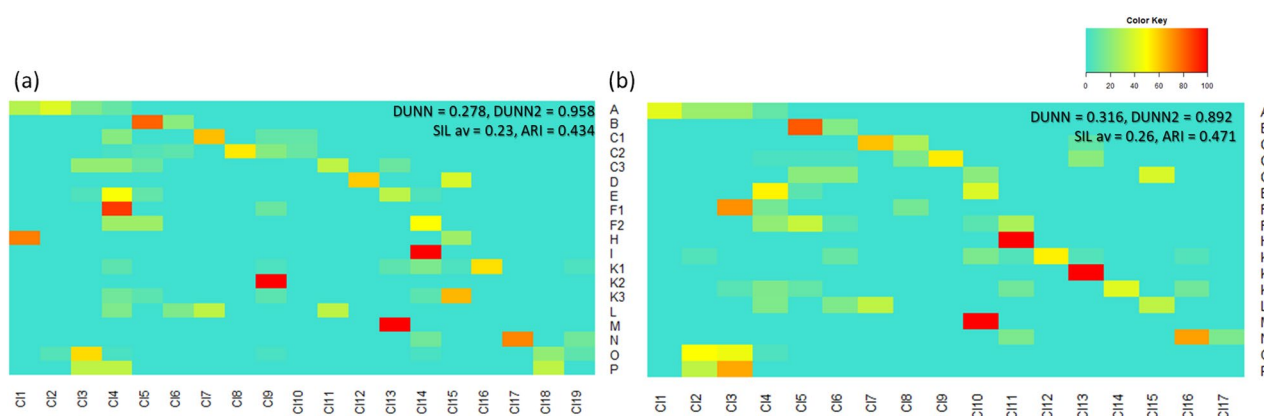 Color Key
0 20 40 60 80 100
(a)
DUNN = 0.278, DUNN2 = 0.958
SIL av = 0.23, ARI = 0.434
A
B
C1
C2
C3
D
E
F1
F2
H
I
K1
K2
K3
L
M
N
O
P
Cl1 Cl2 Cl3 Cl4 Cl5 Cl6 Cl7 Cl8 Cl9 Cl10 Cl11 Cl12 Cl13 Cl14 Cl15 Cl16 Cl17 Cl18 Cl19
(b)
DUNN = 0.316, DUNN2 = 0.892
SIL av = 0.26, ARI = 0.471
Cl1 Cl2 Cl3 Cl4 Cl5 Cl6 Cl7 Cl8 Cl9 Cl10 Cl11 Cl12 Cl13 Cl14 Cl15 Cl16 Cl17